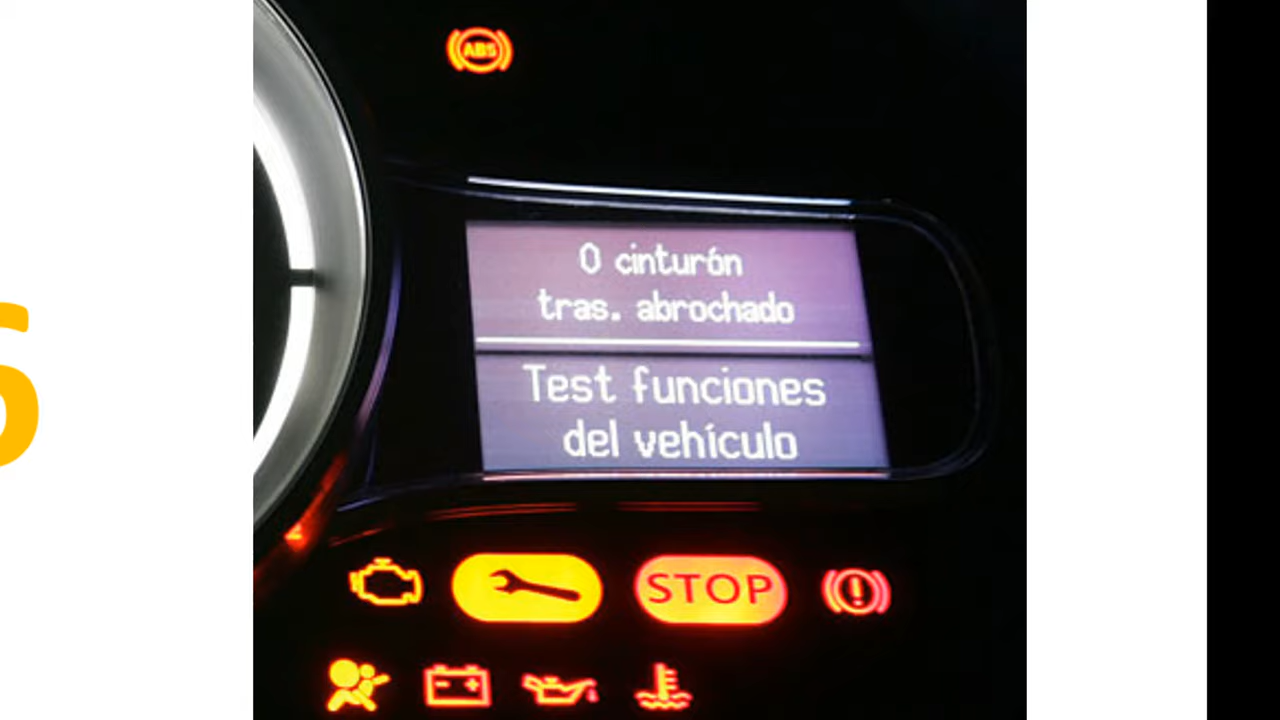 ABS
0 cinturón
tras. abrochado
Test funciones
del vehículo
STOP